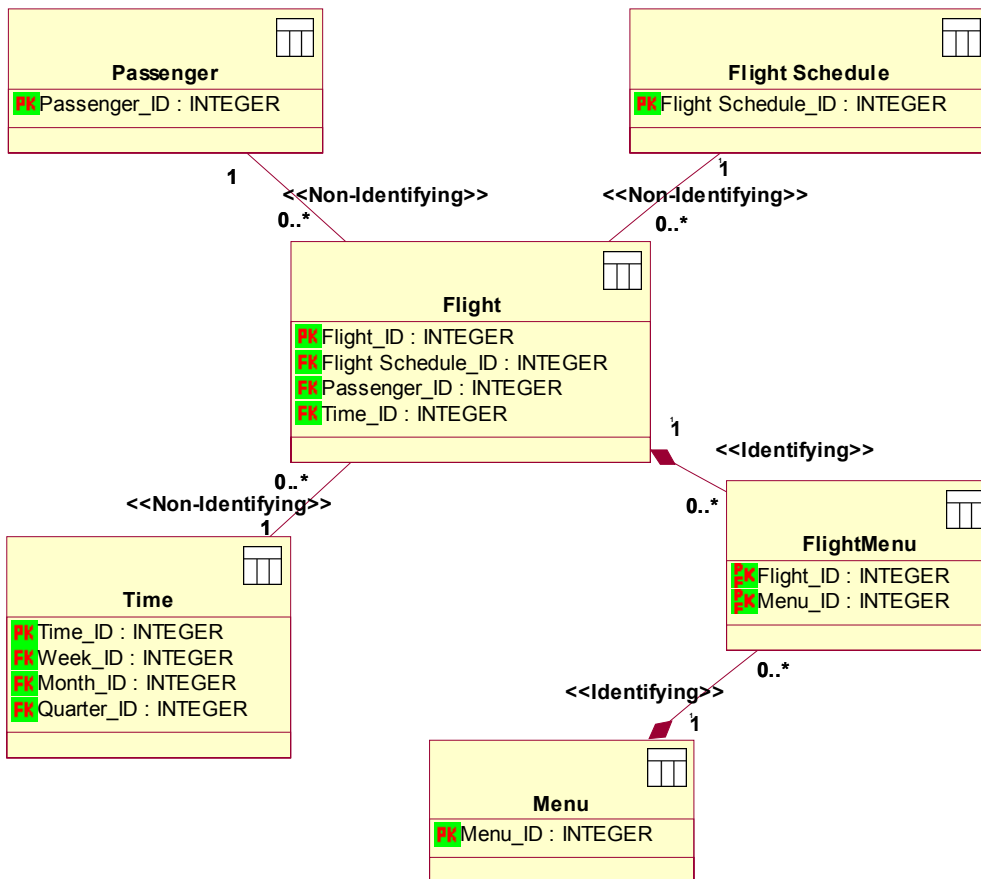 Passenger
PK Passenger_ID : INTEGER
Flight Schedule
PK Flight Schedule_ID : INTEGER
1
<<Non-Identifying>>
0..*
1
<<Non-Identifying>>
0..*
Flight
PK Flight_ID : INTEGER
FK Flight Schedule_ID : INTEGER
FK Passenger_ID : INTEGER
FK Time_ID : INTEGER
1
<<Identifying>>
0..*
0..*
<<Non-Identifying>>
1
FlightMenu
PFK Flight_ID : INTEGER
PFK Menu_ID : INTEGER
Time
PK Time_ID : INTEGER
FK Week_ID : INTEGER
FK Month_ID : INTEGER
FK Quarter_ID : INTEGER
0..*
<<Identifying>>
1
Menu
PK Menu_ID : INTEGER